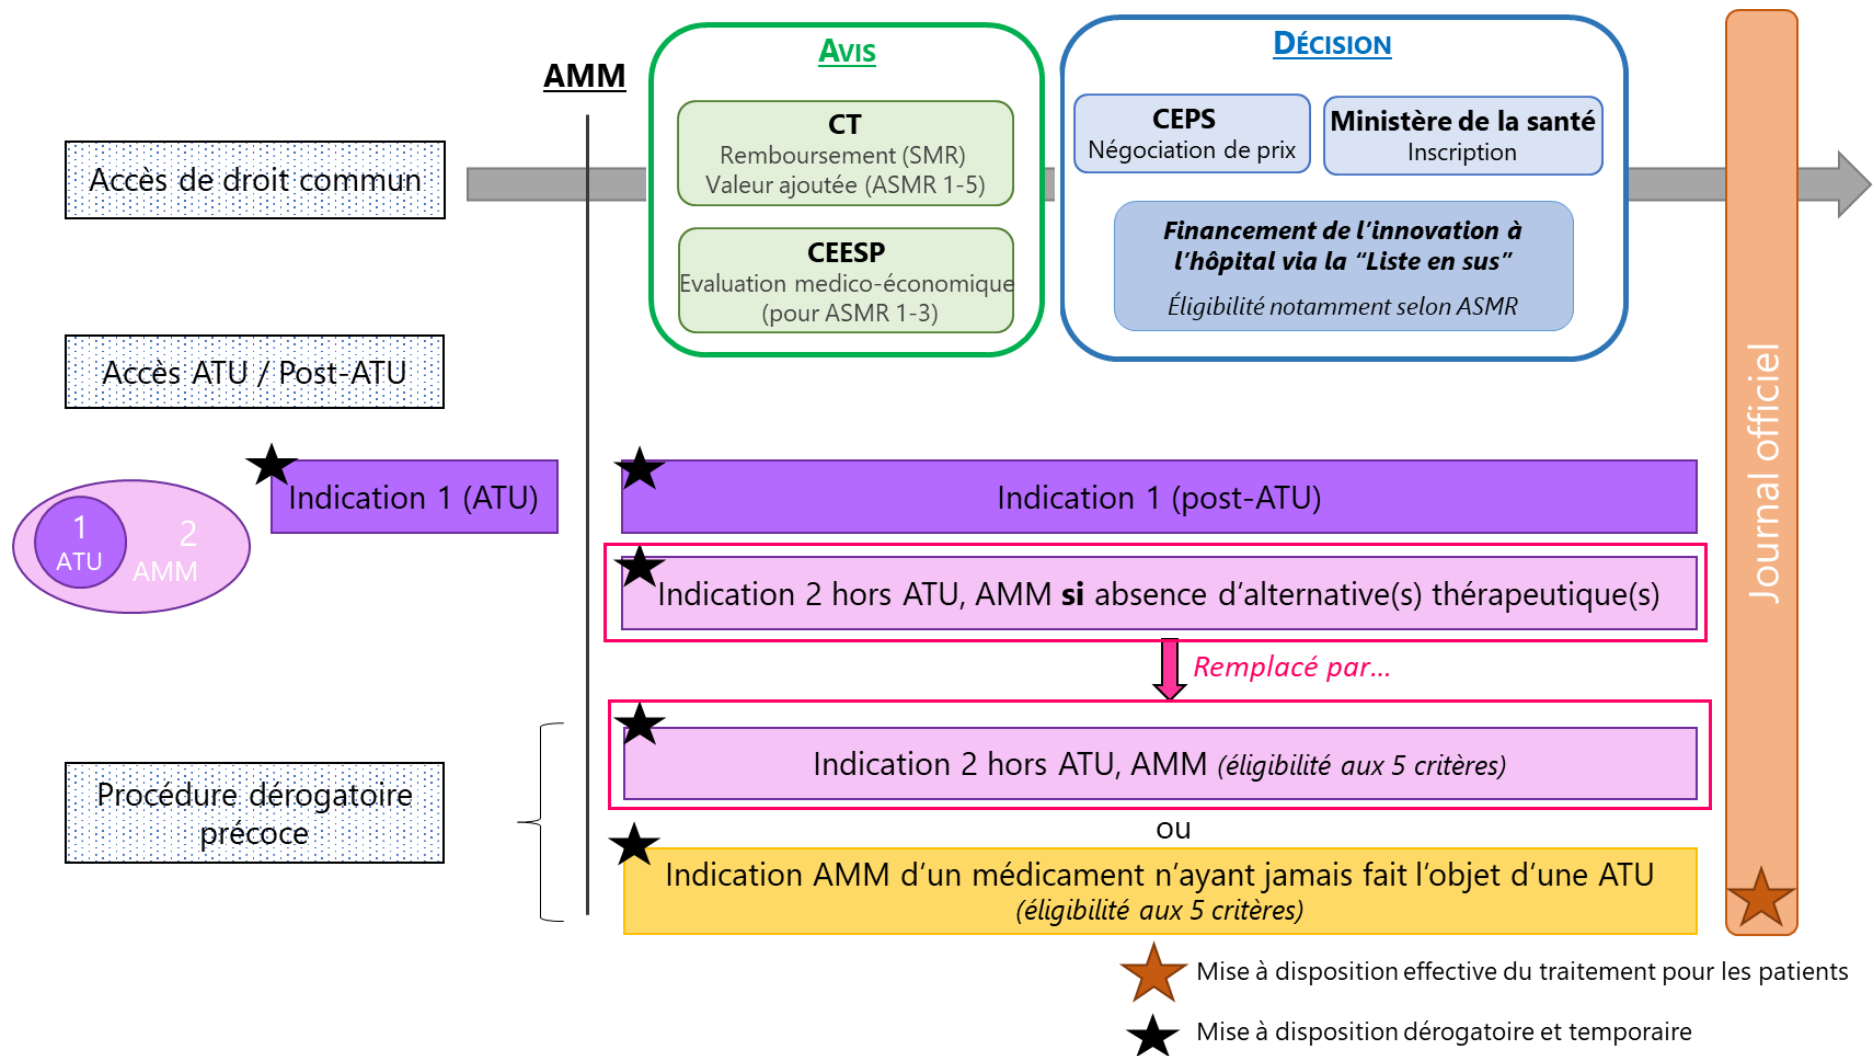 AMM
AVIS
CT
Remboursement (SMR)
Valeur ajoutée (ASMR 1-5)
CEESP
Evaluation medico-économique
(pour ASMR 1-3)
DÉCISION
CEPS
Négociation de prix
Ministère de la santé
Inscription
Financement de l’innovation à
l’hôpital via la “Liste en sus”
Éligibilité notamment selon ASMR
Journal officiel
Accès de droit commun
Accès ATU / Post-ATU
1
ATU
2
AMM
Indication 1 (ATU)
Indication 1 (post-ATU)
Indication 2 hors ATU, AMM si absence d’alternative(s) thérapeutique(s)
Remplacé par...
Procédure dérogatoire
précoce
Indication 2 hors ATU, AMM (éligibilité aux 5 critères)
ou
Indication AMM d’un médicament n’ayant jamais fait l’objet d’une ATU
(éligibilité aux 5 critères)
Mise à disposition effective du traitement pour les patients
Mise à disposition dérogatoire et temporaire